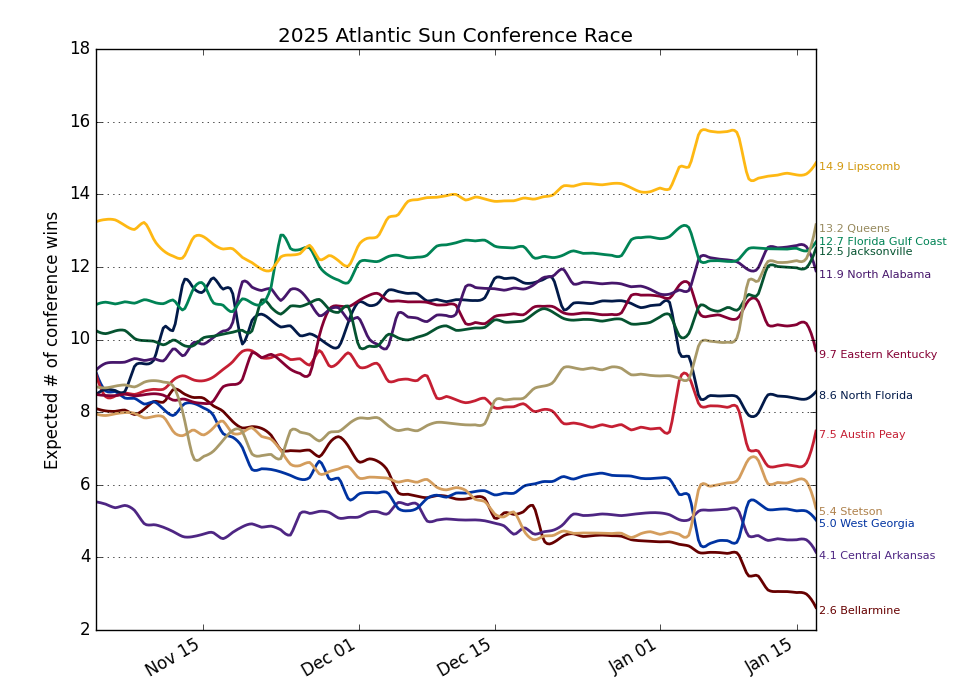 2025 Atlantic Sun Conference Race
Expected # of conference wins
18
16
14
12
10
8
6
4
2
Nov 15
Dec 01
Dec 15
Jan 01
Jan 15
14.9 Lipscomb
13.2 Queens
12.7 Florida Gulf Coast
12.5 Jacksonville
11.9 North Alabama
9.7 Eastern Kentucky
8.6 North Florida
7.5 Austin Peay
5.4 Stetson
5.0 West Georgia
4.1 Central Arkansas
2.6 Bellarmine